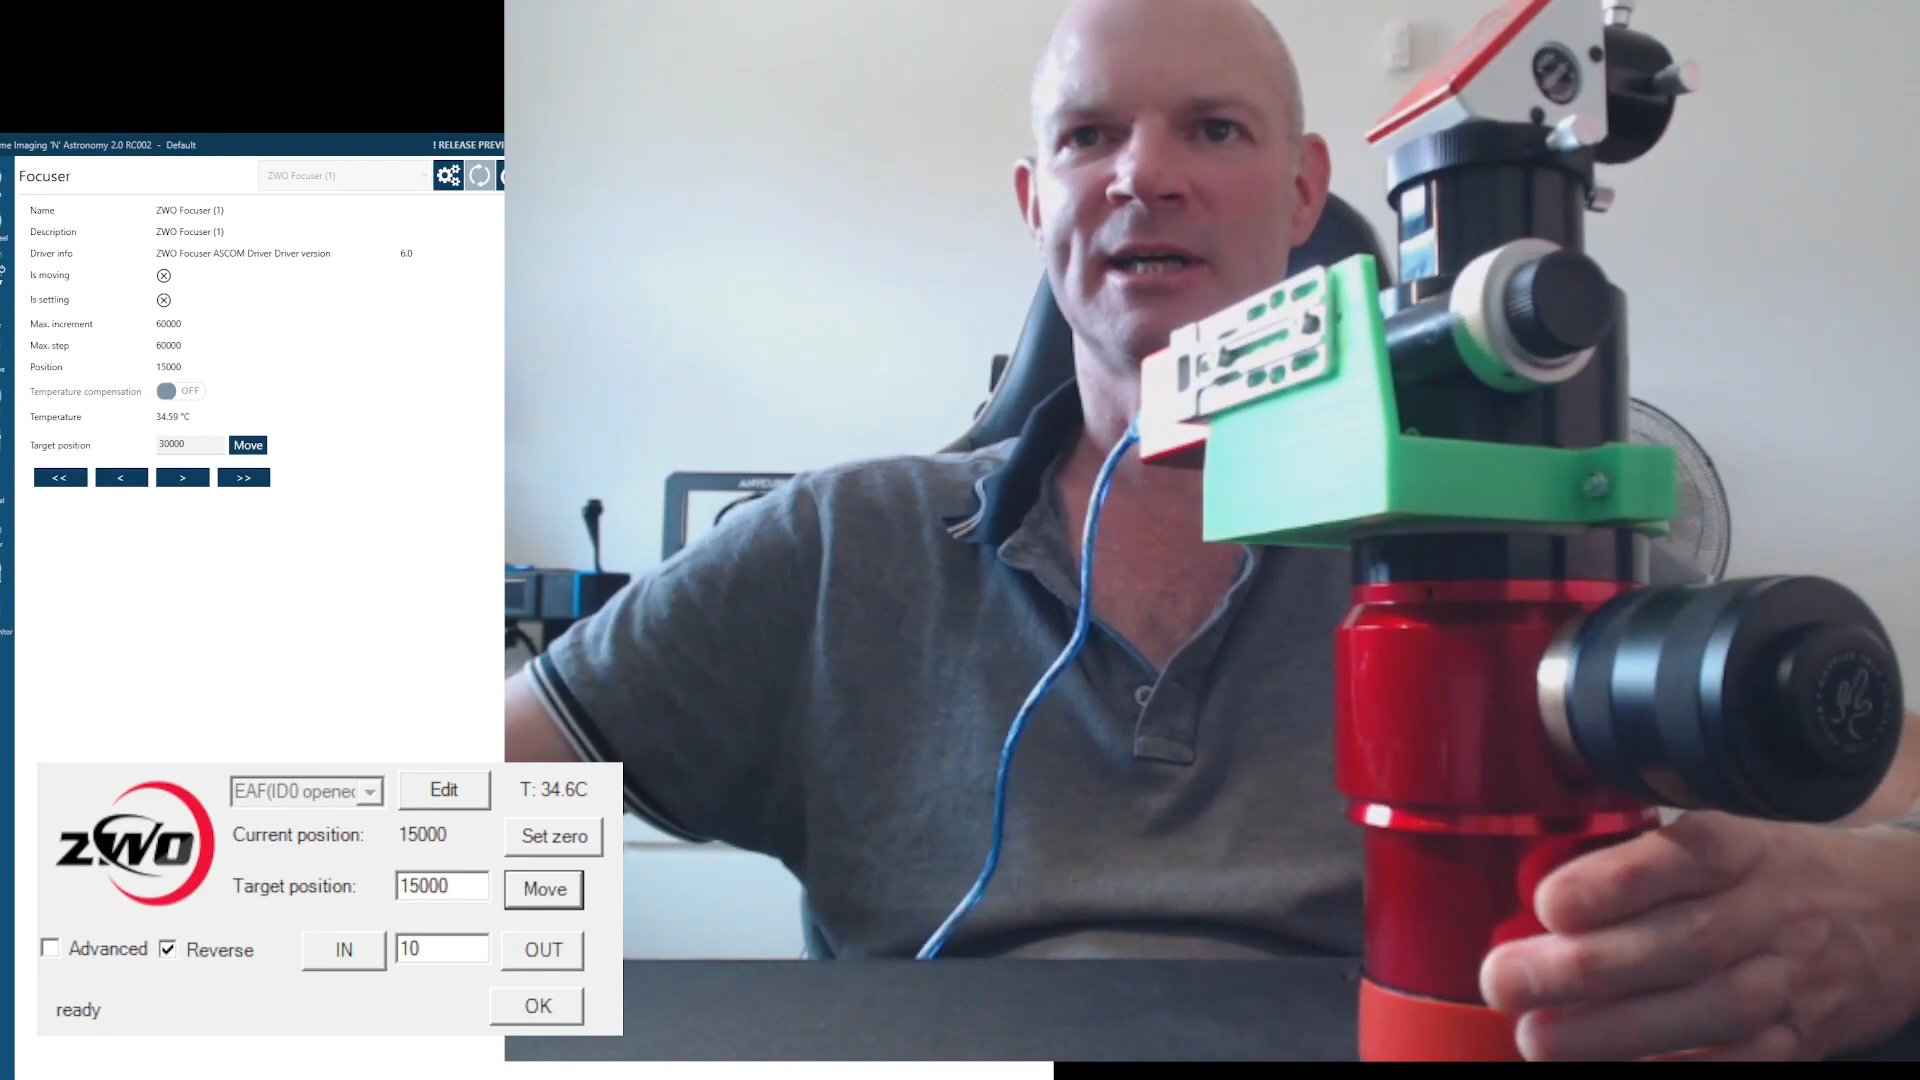 me Imaging 'N' Astronomy 2.0 RC002 - Default ! RELEASE PREVI
Focuser ZWO Focuser (1)
Name ZWO Focuser (1)
Description ZWO Focuser (1)
Driver info ZWO Focuser ASCOM Driver Driver version 6.0
Is moving
Is settling
Max. increment 60000
Max. step 60000
Position 15000
Temperature compensation OFF
Temperature 34.59 °C
Target position 30000 Move
<< < > >>
ZWO
EAF(ID0 opened Edit T: 34.6C
Current position: 15000 Set zero
Target position: 15000 Move
Advanced Reverse IN 10 OUT
ready OK